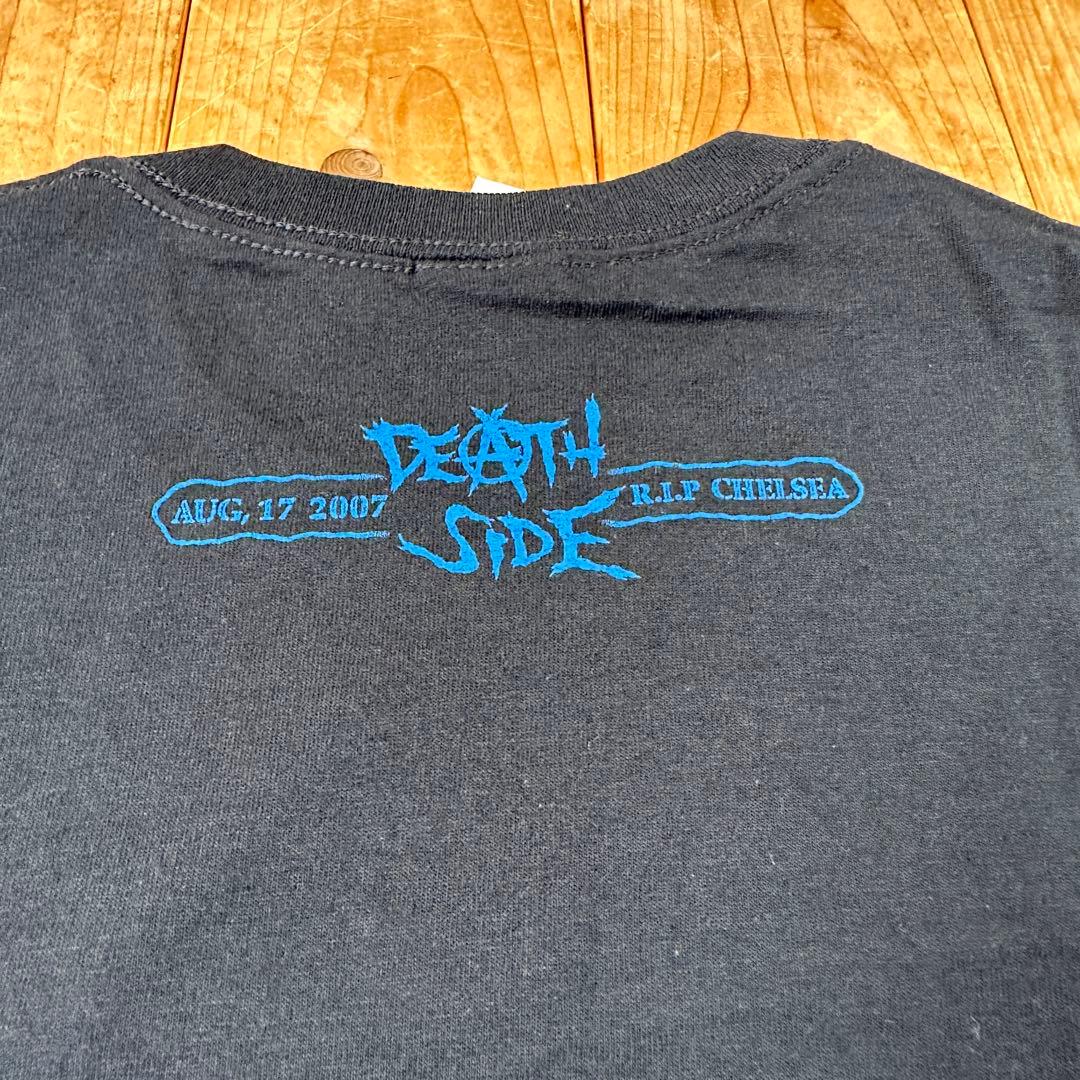 DEATH
AUG, 17 2007 R.I.P CHELSEA
SIDE